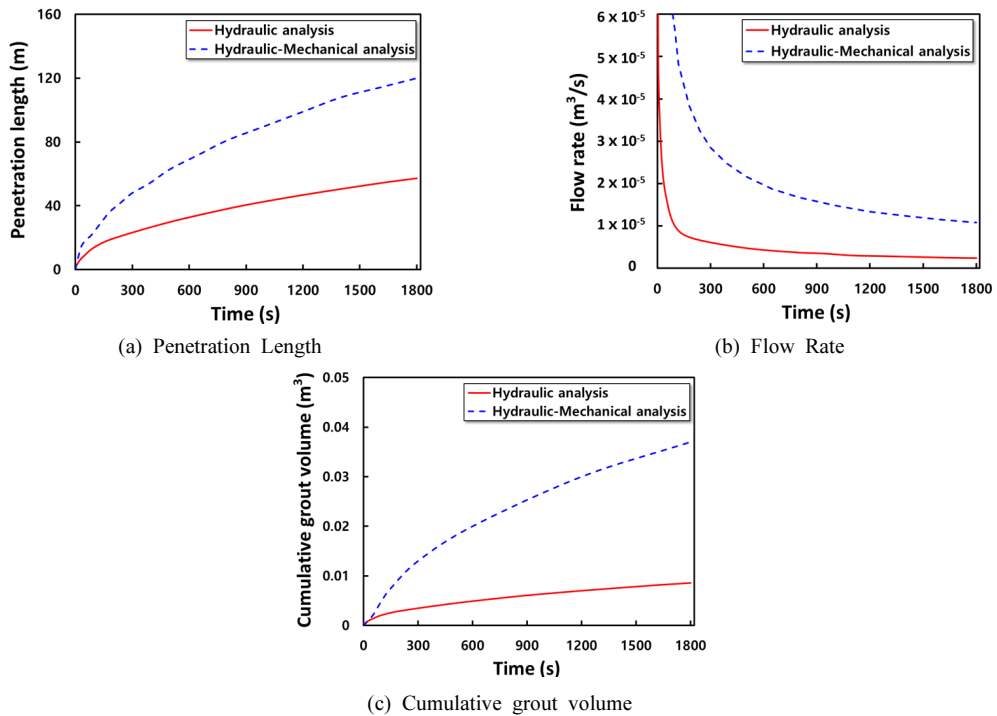 Penetration length (m)
160
120
80
40
0
Hydraulic analysis
Hydraulic-Mechanical analysis
0 300 600 900 1200 1500 1800
Time (s)
(a) Penetration Length
Flow rate (m³/s)
6 x 10⁻⁵
5 x 10⁻⁵
4 x 10⁻⁵
3 x 10⁻⁵
2 x 10⁻⁵
1 x 10⁻⁵
0
Hydraulic analysis
Hydraulic-Mechanical analysis
0 300 600 900 1200 1500 1800
Time (s)
(b) Flow Rate
Cumulative grout volume (m³)
0.05
0.04
0.03
0.02
0.01
0
Hydraulic analysis
Hydraulic-Mechanical analysis
0 300 600 900 1200 1500 1800
Time (s)
(c) Cumulative grout volume